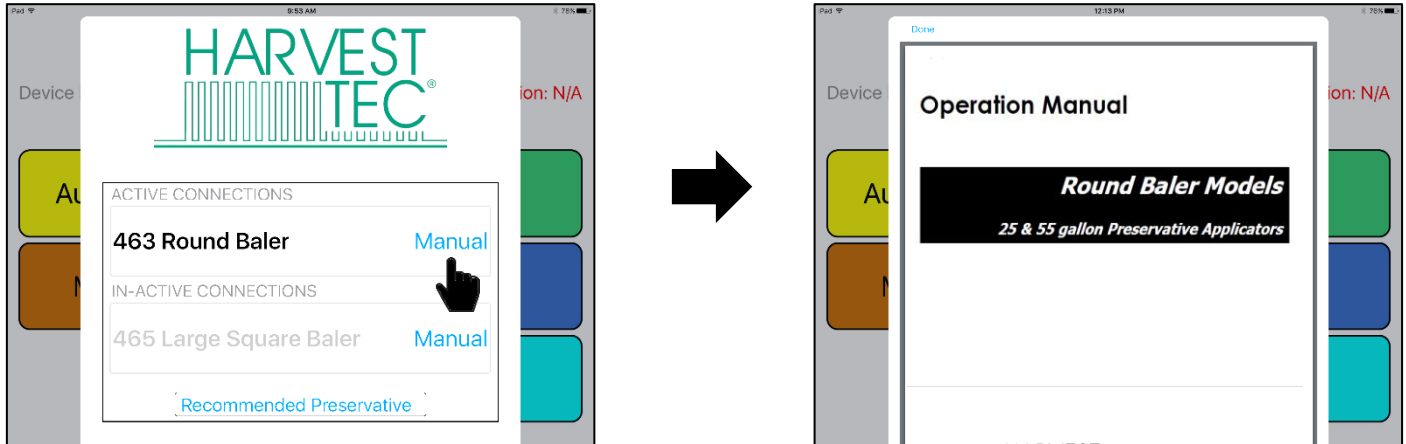 iPad
9:53 AM
78%
HARVEST
TEC®
Device
ion: N/A
Au
ACTIVE CONNECTIONS
463 Round Baler
Manual
IN-ACTIVE CONNECTIONS
465 Large Square Baler
Manual
Recommended Preservative
iPad
12:13 PM
78%
Done
Device
ion: N/A
Au
Operation Manual
Round Baler Models
25 & 55 gallon Preservative Applicators